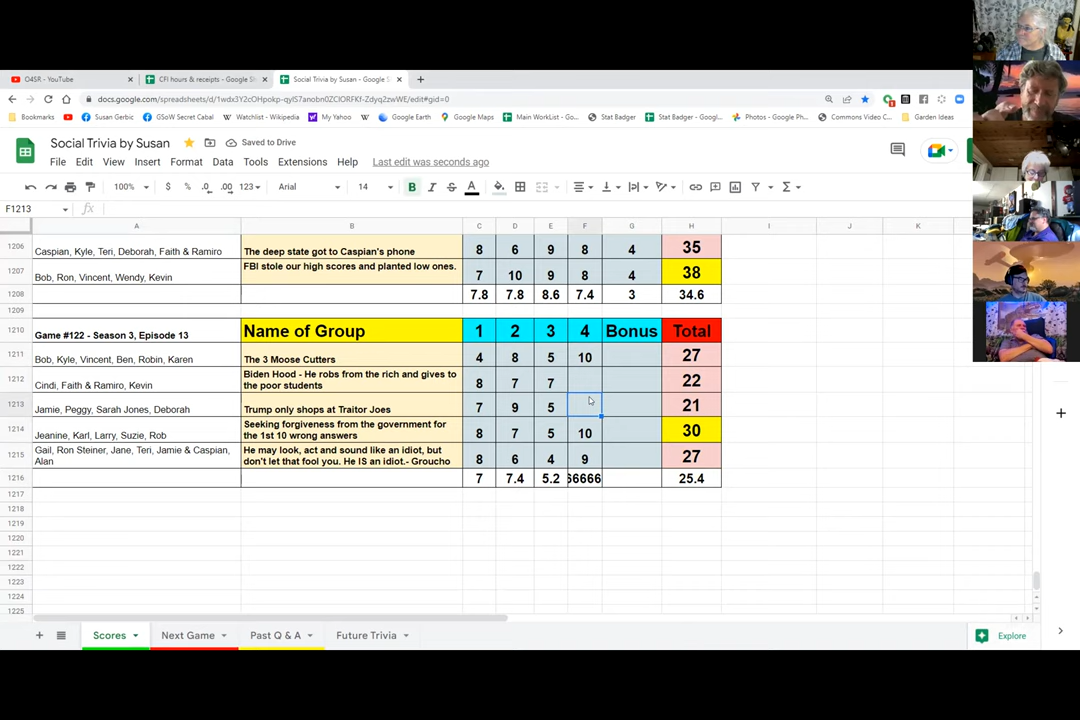 O4SR - YouTube
CFI hours & receipts - Google Sh
Social Trivia by Susan - Google S
docs.google.com/spreadsheets/d/
Bookmarks
Susan Gerbic
GSoW Secret Cabal
Watchlist - Wikipedia
My Yahoo
Google Earth
Google Maps
Main WorkList - Go...
Stat Badger
Stat Badger - Googl...
Photos - Google Ph...
Commons Video C...
Garden Ideas
Social Trivia by Susan
Saved to Drive
File Edit View Insert Format Data Tools Extensions Help Last edit was seconds ago
100% $ % .0 .00 123 Arial 14 B I S A
F1213 fx
A B C D E F G H I J K
1206 Caspian, Kyle, Teri, Deborah, Faith & Ramiro The deep state got to Caspian's phone 8 6 9 8 4 35
1207 Bob, Ron, Vincent, Wendy, Kevin FBI stole our high scores and planted low ones. 7 10 9 8 4 38
1208 7.8 7.8 8.6 7.4 3 34.6
1209
1210 Game #122 - Season 3, Episode 13 Name of Group 1 2 3 4 Bonus Total
1211 Bob, Kyle, Vincent, Ben, Robin, Karen The 3 Moose Cutters 4 8 5 10 27
1212 Cindi, Faith & Ramiro, Kevin Biden Hood - He robs from the rich and gives to 8 7 7 22
the poor students
1213 Jamie, Peggy, Sarah Jones, Deborah Trump only shops at Traitor Joes 7 9 5 21
1214 Jeanine, Karl, Larry, Suzie, Rob Seeking forgiveness from the government for 8 7 5 10 30
the 1st 10 wrong answers
1215 Gail, Ron Steiner, Jane, Teri, Jamie & Caspian, He may look, act and sound like an idiot, but 8 6 4 9 27
Alan don't let that fool you. He IS an idiot.- Groucho
1216 7 7.4 5.2 66666 25.4
1217
1218
1219
1220
1221
1222
1223
1224
1225
Scores
Next Game
Past Q & A
Future Trivia
Explore